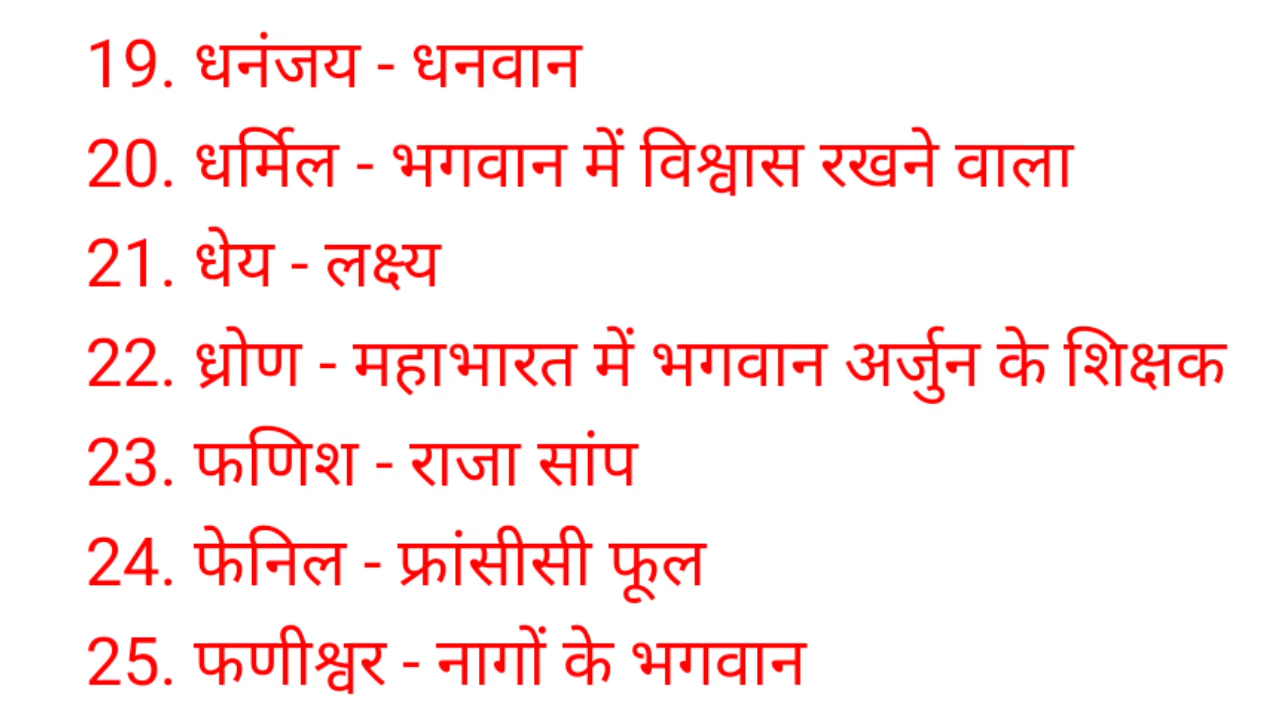 19. धनंजय - धनवान
20. धर्मिल - भगवान में विश्वास रखने वाला
21. धेय - लक्ष्य
22. ध्रोण - महाभारत में भगवान अर्जुन के शिक्षक
23. फणिश - राजा सांप
24. फेनिल - फ्रांसीसी फूल
25. फणीश्वर - नागों के भगवान